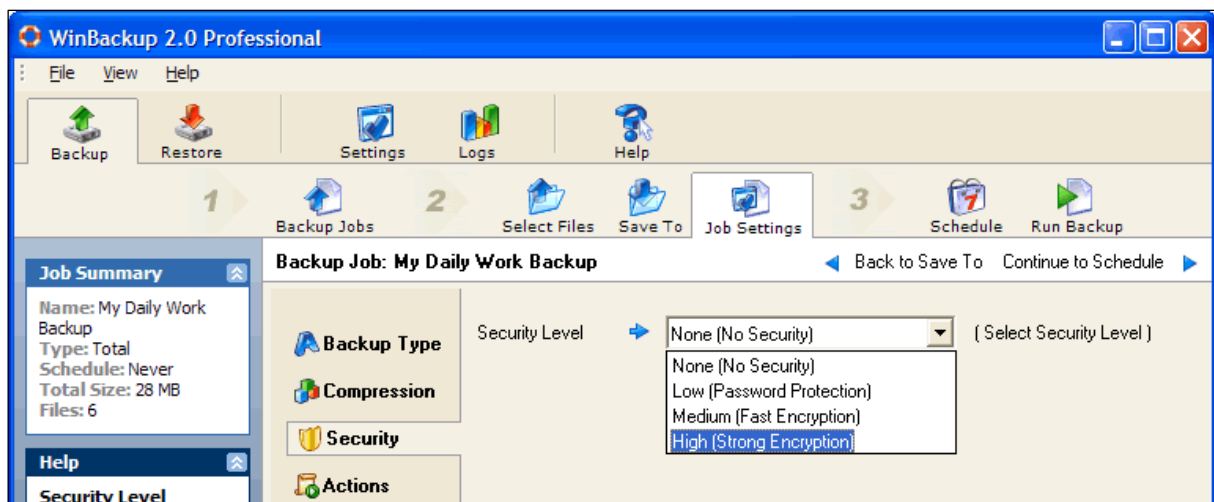 WinBackup 2.0 Professional
File View Help
Backup Restore Settings Logs Help
1 Backup Jobs 2 Select Files Save To Job Settings 3 7 Schedule Run Backup
Job Summary
Name: My Daily Work
Backup
Type: Total
Schedule: Never
Total Size: 28 MB
Files: 6
Help
Security Level
Backup Job: My Daily Work Backup Back to Save To Continue to Schedule
Backup Type
Compression
Security
Actions
Security Level None (No Security) ( Select Security Level )
None (No Security)
Low (Password Protection)
Medium (Fast Encryption)
High (Strong Encryption)